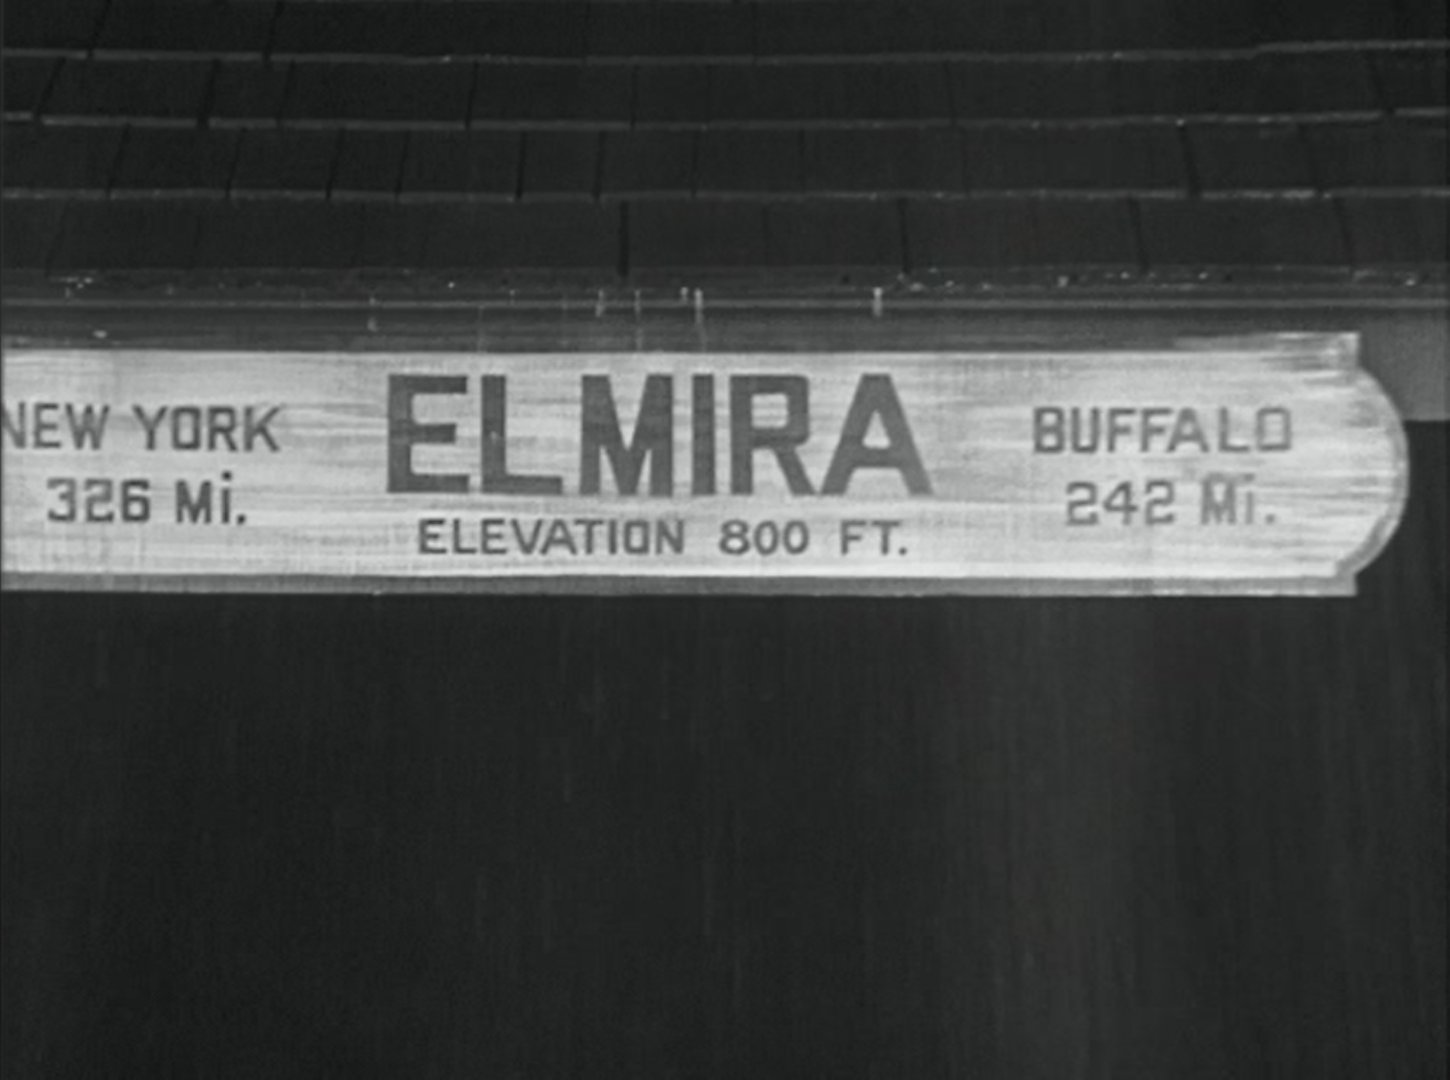 NEW YORK
326 Mi.
ELMIRA
ELEVATION 800 FT.
BUFFALO
242 Mi.